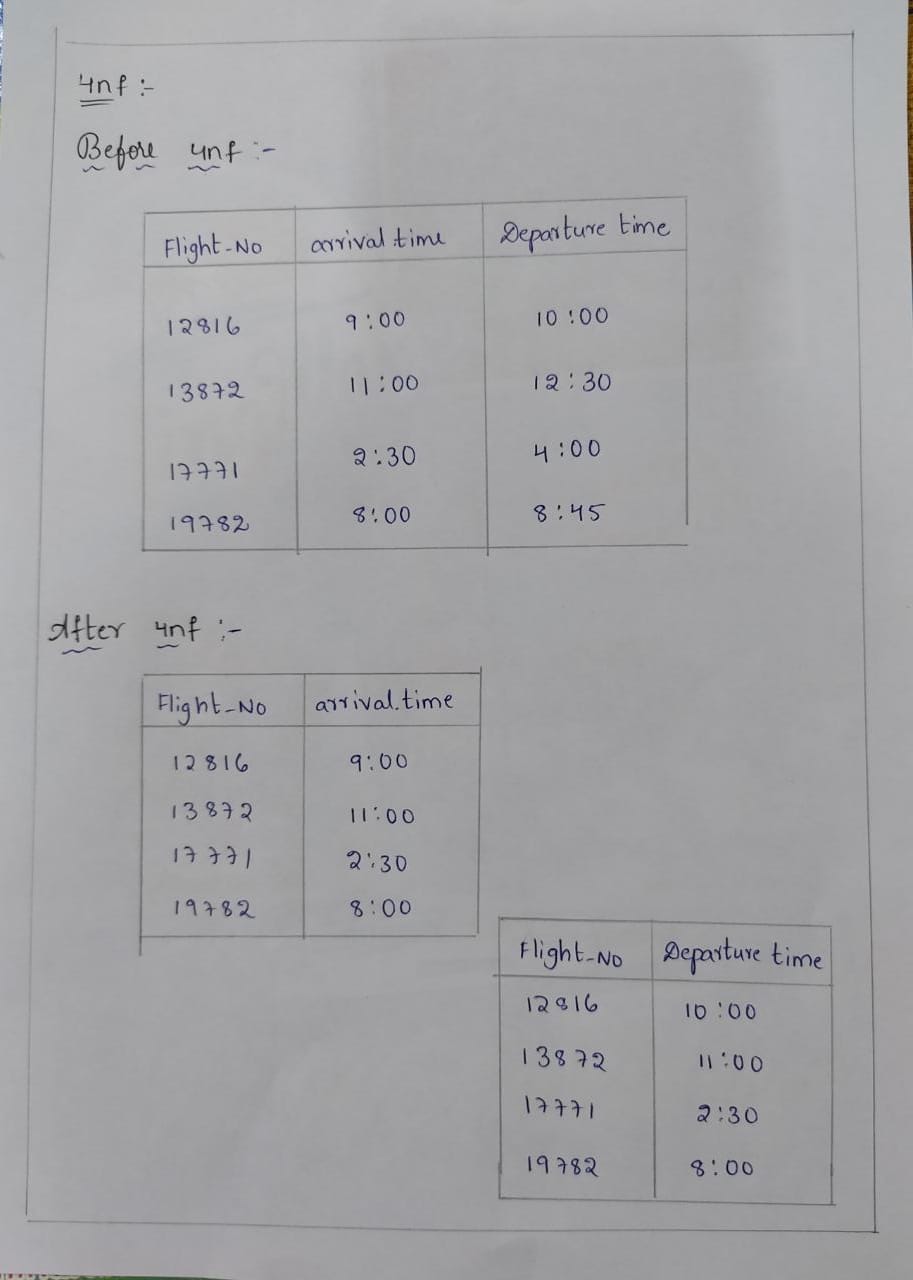 4nf :-
Before 4nf :-
Flight-No arrival time Departure time
12816 9:00 10:00
13872 11:00 12:30
17771 2:30 4:00
19782 8:00 8:45
After 4nf :-
Flight-No arrival.time
12816 9:00
13872 11:00
17771 2:30
19782 8:00
Flight-No Departure time
12816 10:00
13872 11:00
17771 2:30
19782 8:00